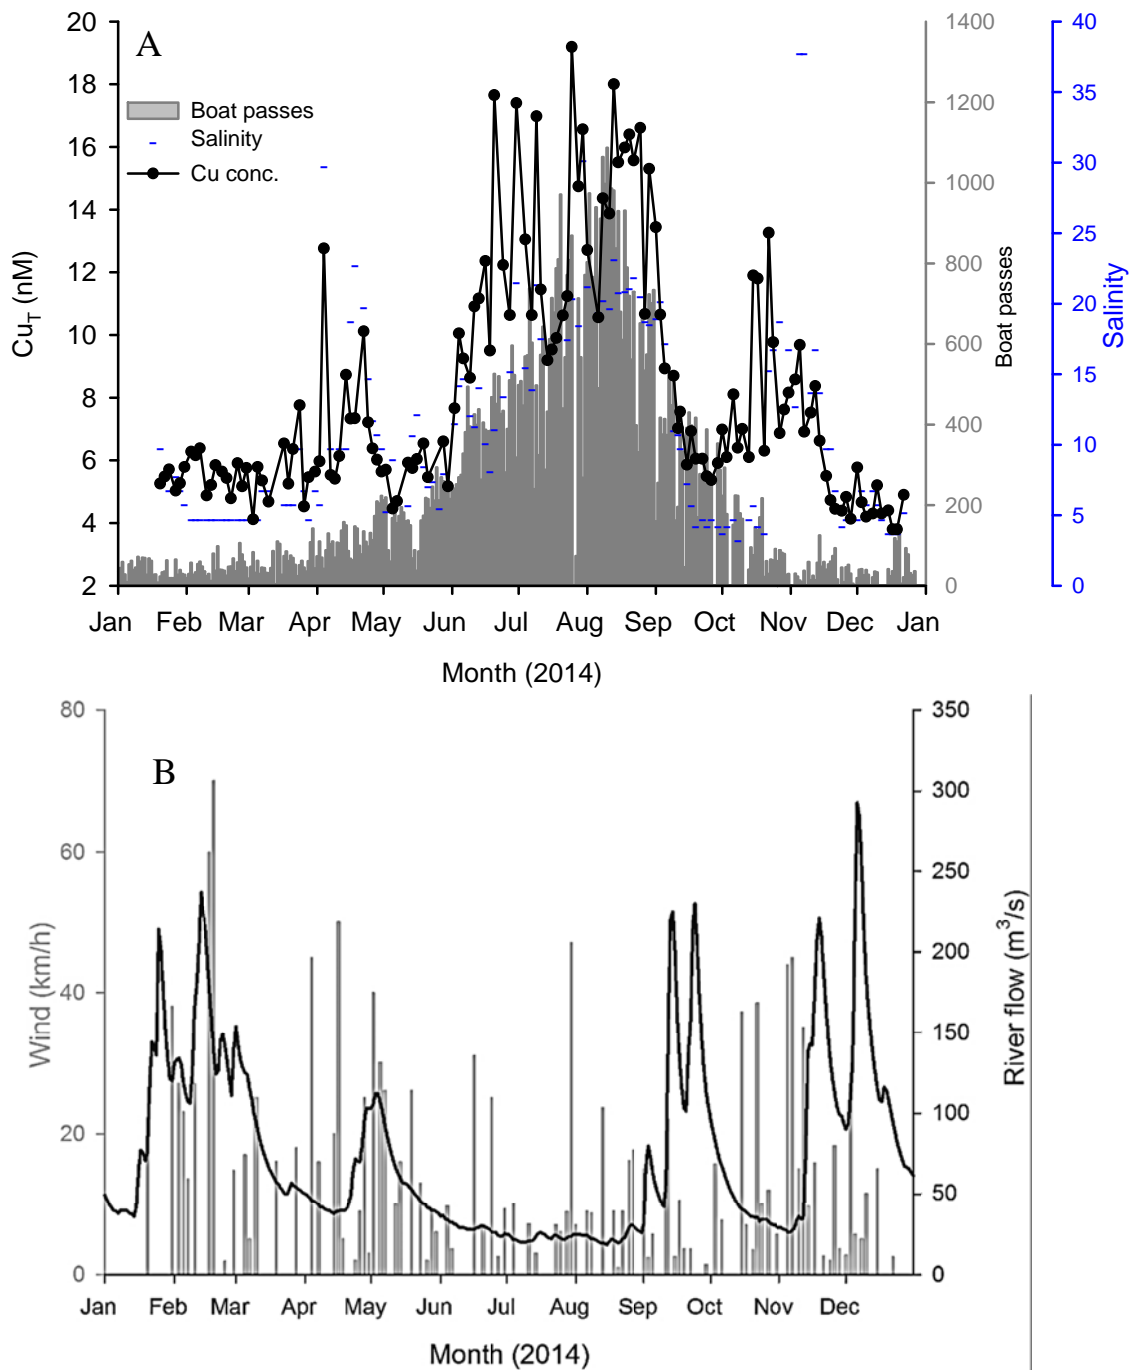 A
20
18
16
14
12
10
8
6
4
2
Cu_T (nM)
Boat passes
Salinity
Cu conc.
1400
1200
1000
800
600
400
200
0
Boat passes
40
35
30
25
20
15
10
5
0
Salinity
Jan Feb Mar Apr May Jun Jul Aug Sep Oct Nov Dec Jan
Month (2014)
B
80
60
40
20
0
Wind (km/h)
350
300
250
200
150
100
50
0
River flow (m³/s)
Jan Feb Mar Apr May Jun Jul Aug Sep Oct Nov Dec
Month (2014)